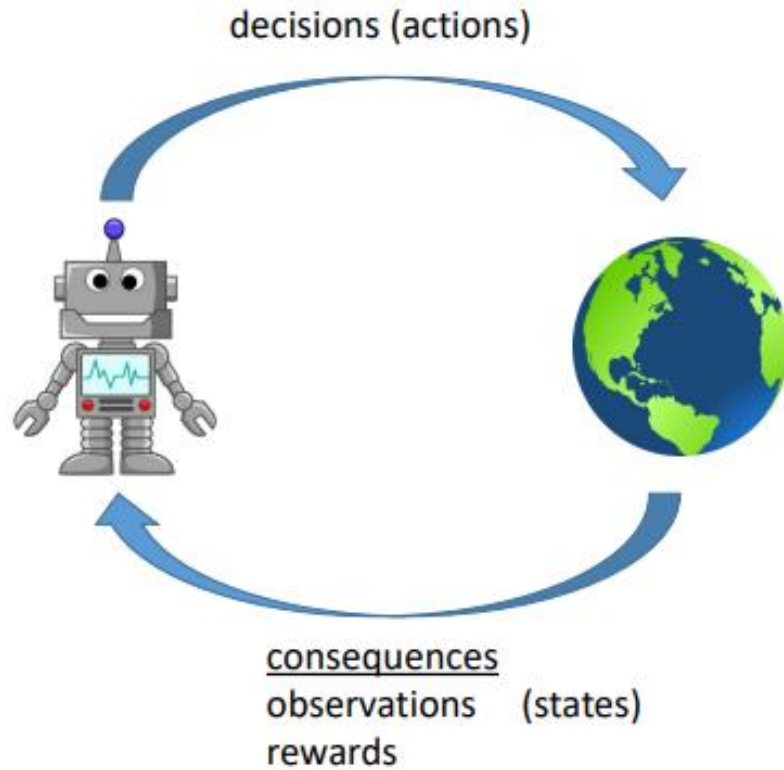 decisions (actions)
consequences
observations (states)
rewards